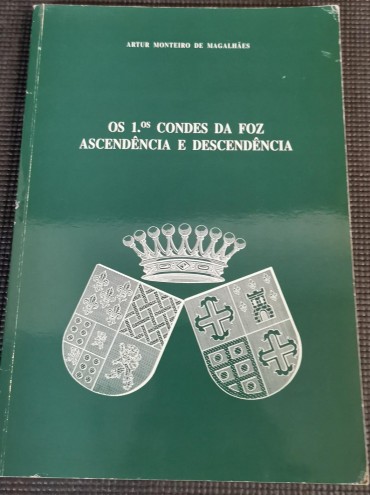 ARTUR MONTEIRO DE MAGALHÃES
OS 1.ᴼˢ CONDES DA FOZ
ASCENDÊNCIA E DESCENDÊNCIA